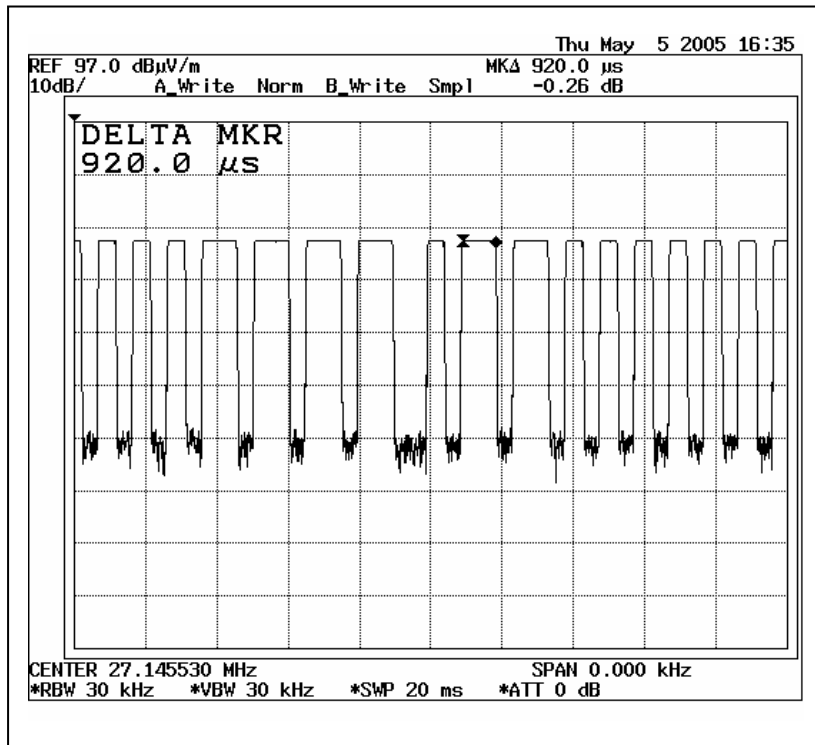 Thu May 5 2005 16:35
REF 97.0 dBµV/m MKΔ 920.0 µs
10dB/ A_Write Norm B_Write Smpl -0.26 dB
DELTA MKR
920.0 µs
CENTER 27.145530 MHz SPAN 0.000 kHz
*RBW 30 kHz *VBW 30 kHz *SWP 20 ms *ATT 0 dB